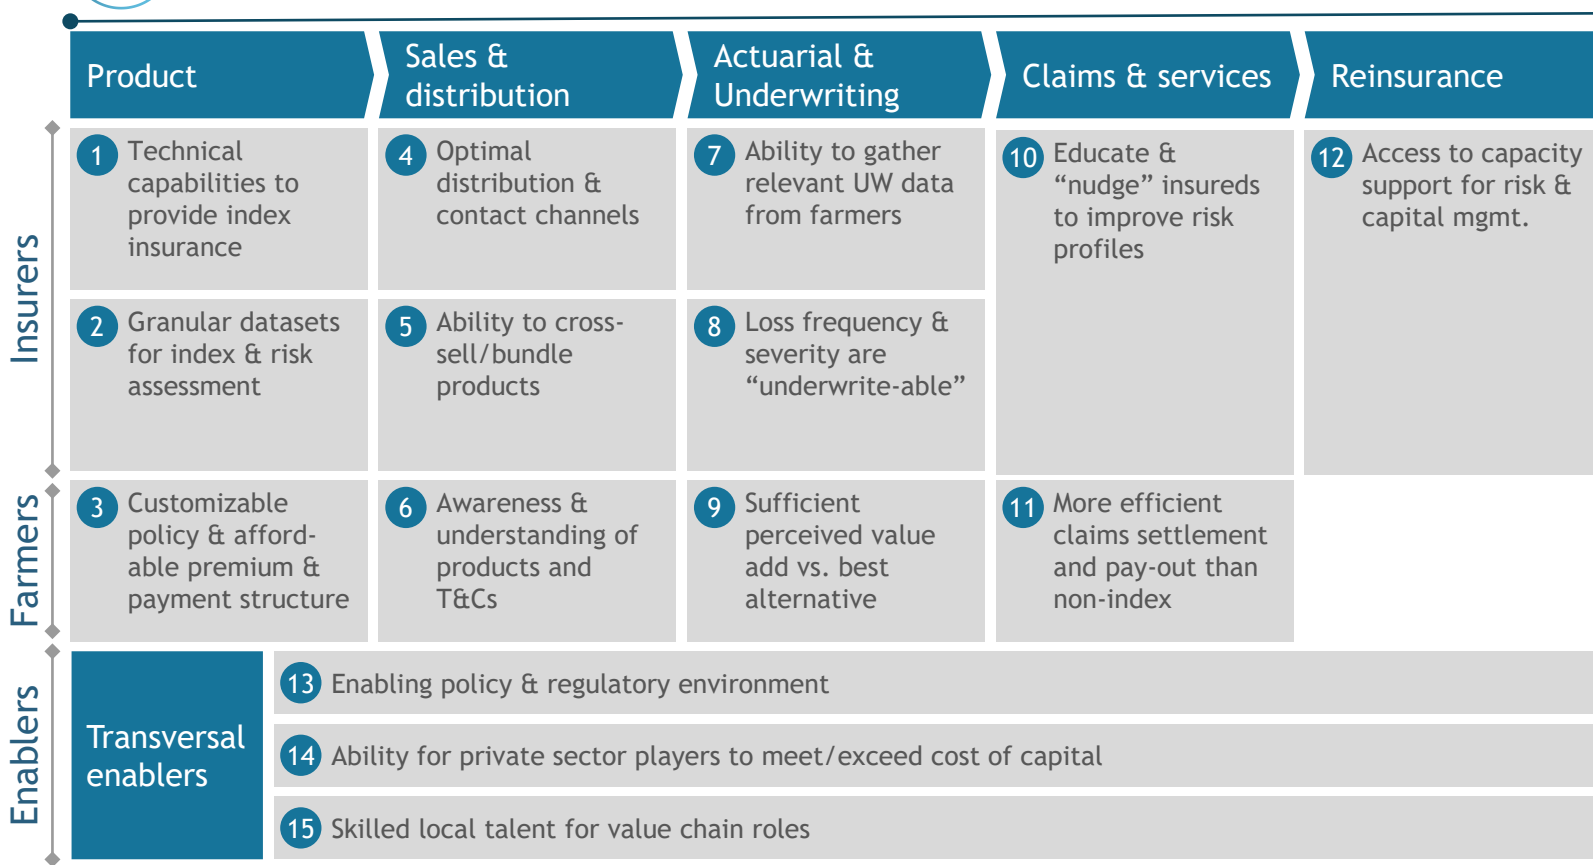 Product
Sales &
distribution
Actuarial &
Underwriting
Claims & services
Reinsurance
Insurers
1 Technical
capabilities to
provide index
insurance
4 Optimal
distribution &
contact channels
7 Ability to gather
relevant UW data
from farmers
10 Educate &
“nudge” insureds
to improve risk
profiles
12 Access to capacity
support for risk &
capital mgmt.
2 Granular datasets
for index & risk
assessment
5 Ability to cross-
sell/bundle
products
8 Loss frequency &
severity are
“underwrite-able”
Farmers
3 Customizable
policy & afford-
able premium &
payment structure
6 Awareness &
understanding of
products and
T&Cs
9 Sufficient
perceived value
add vs. best
alternative
11 More efficient
claims settlement
and pay-out than
non-index
Enablers
Transversal
enablers
13 Enabling policy & regulatory environment
14 Ability for private sector players to meet/exceed cost of capital
15 Skilled local talent for value chain roles